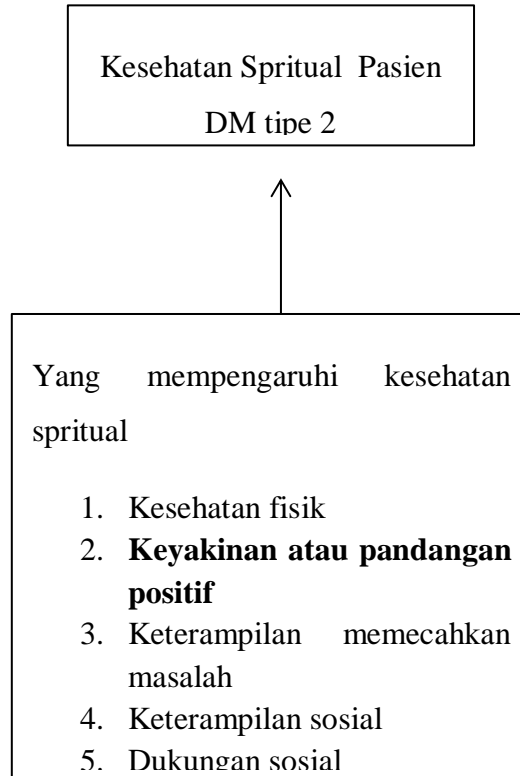 Kesehatan Spritual Pasien
DM tipe 2
Yang mempengaruhi kesehatan
spritual
1. Kesehatan fisik
2. Keyakinan atau pandangan
positif
3. Keterampilan memecahkan
masalah
4. Keterampilan sosial
5. Dukungan sosial